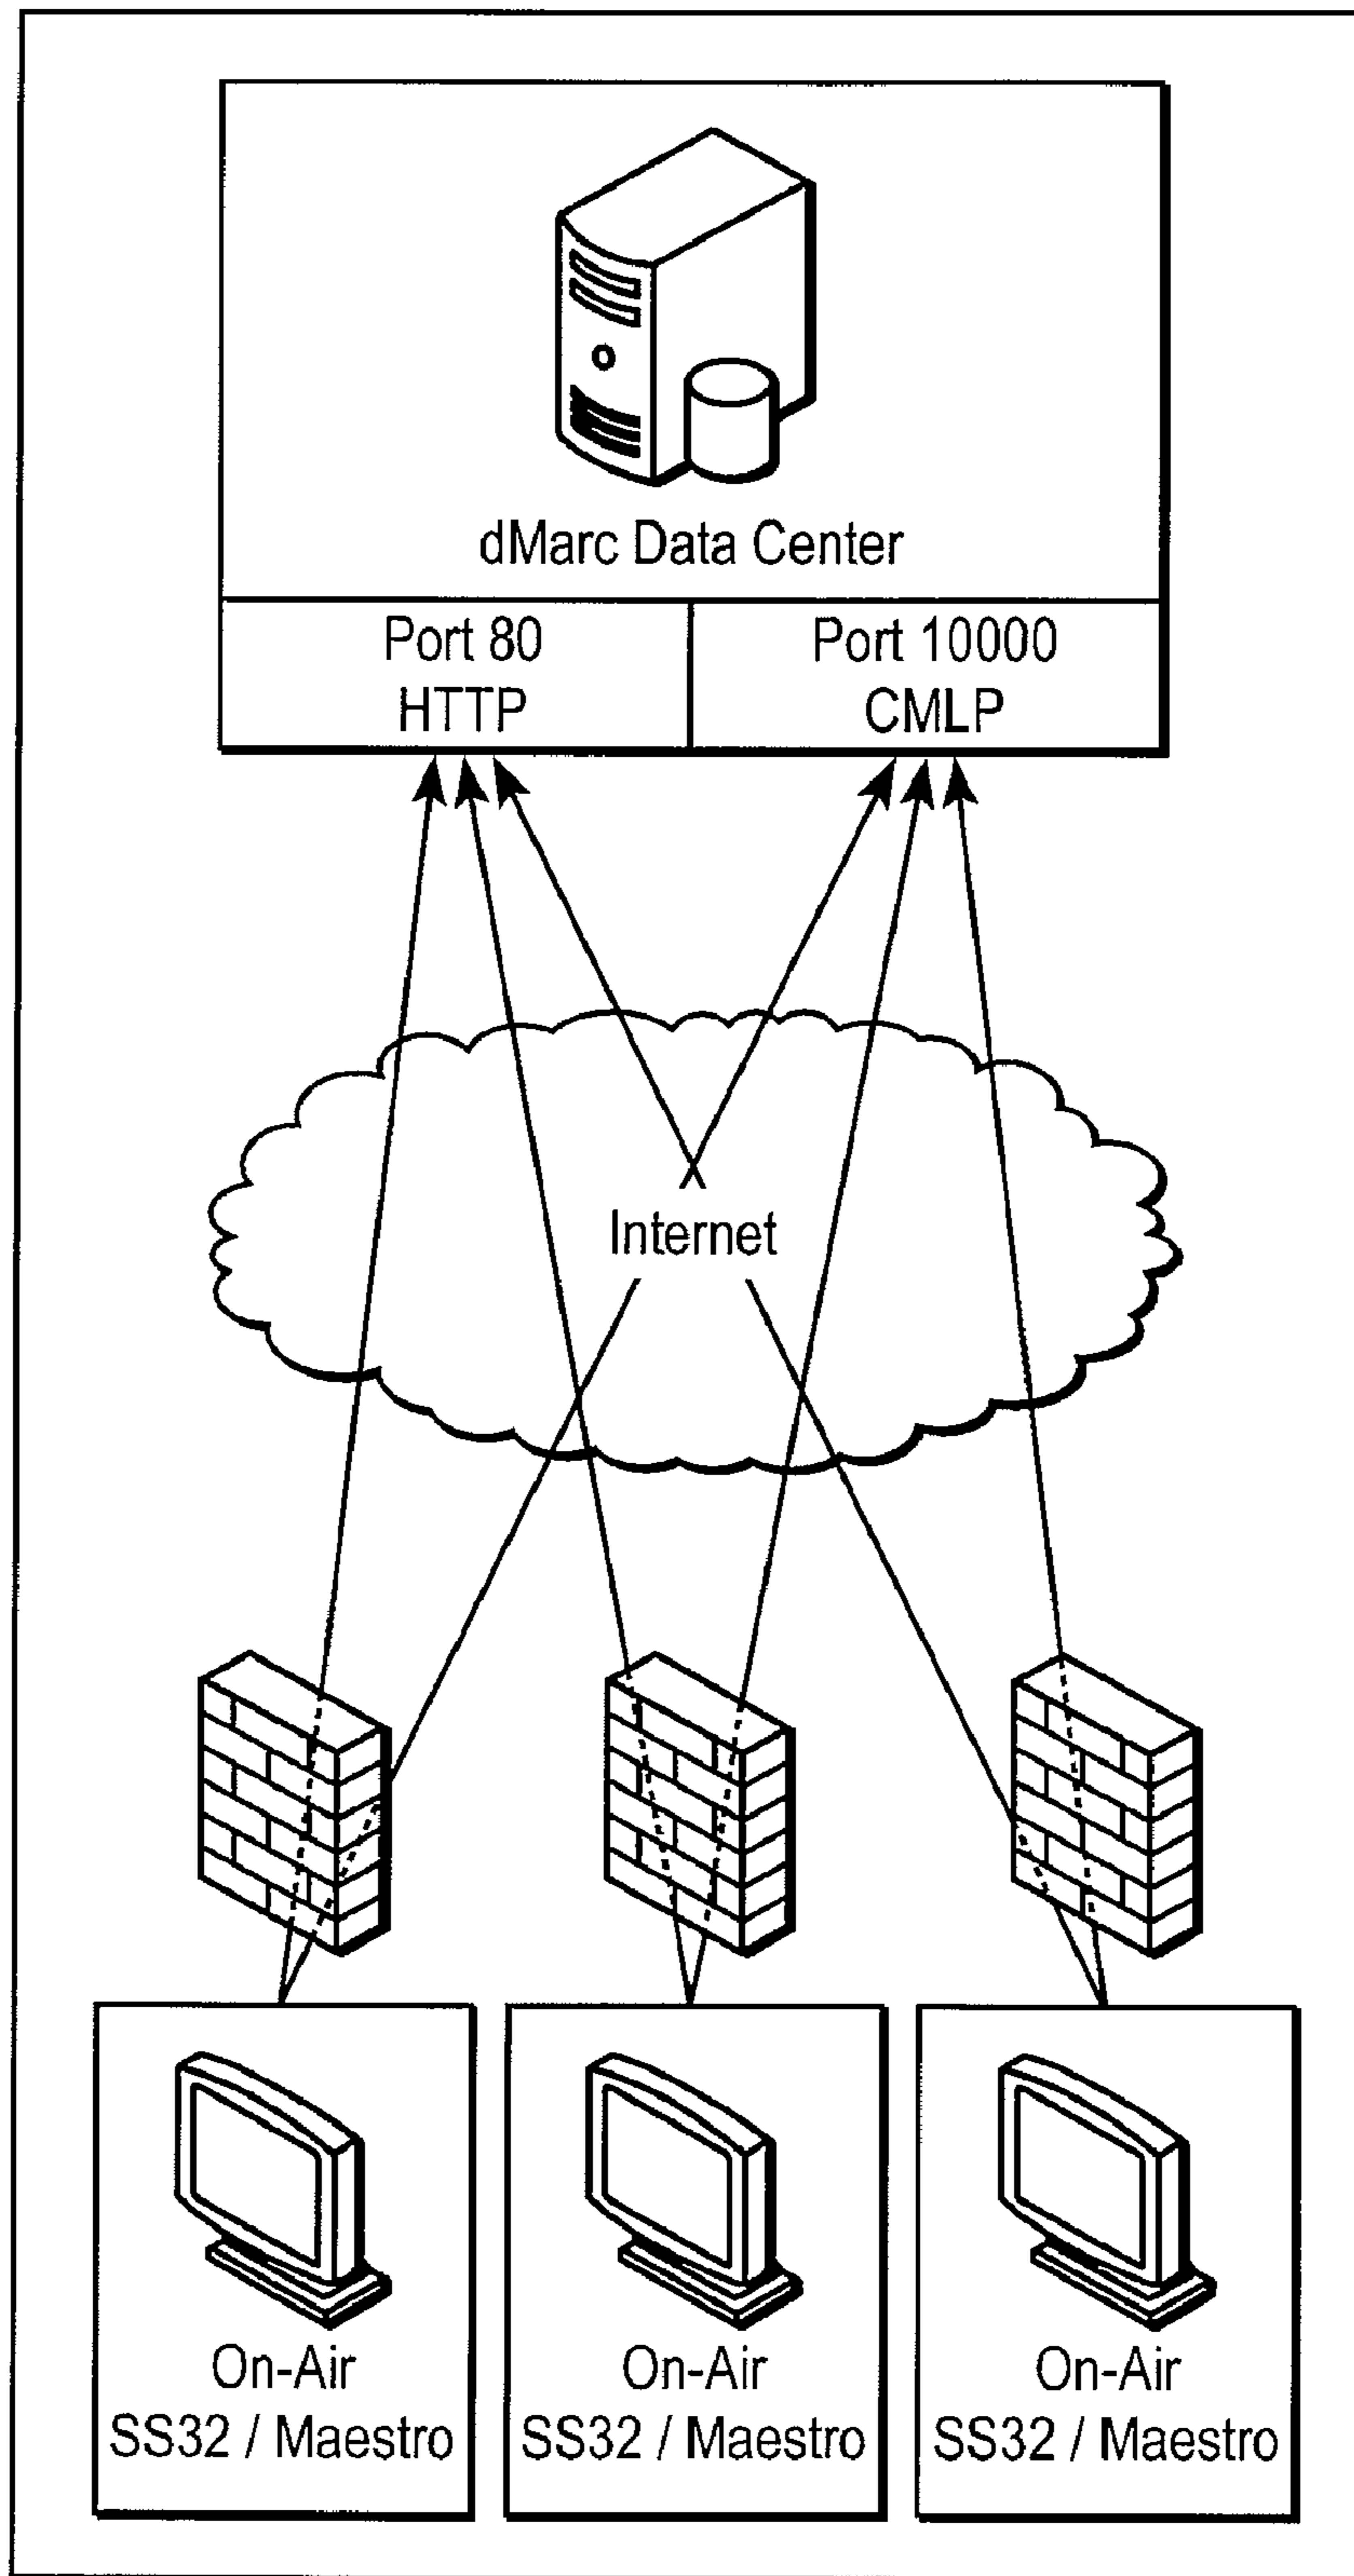 dMarc Data Center
Port 80
HTTP
Port 10000
CMLP
Internet
On-Air
SS32 / Maestro
On-Air
SS32 / Maestro
On-Air
SS32 / Maestro